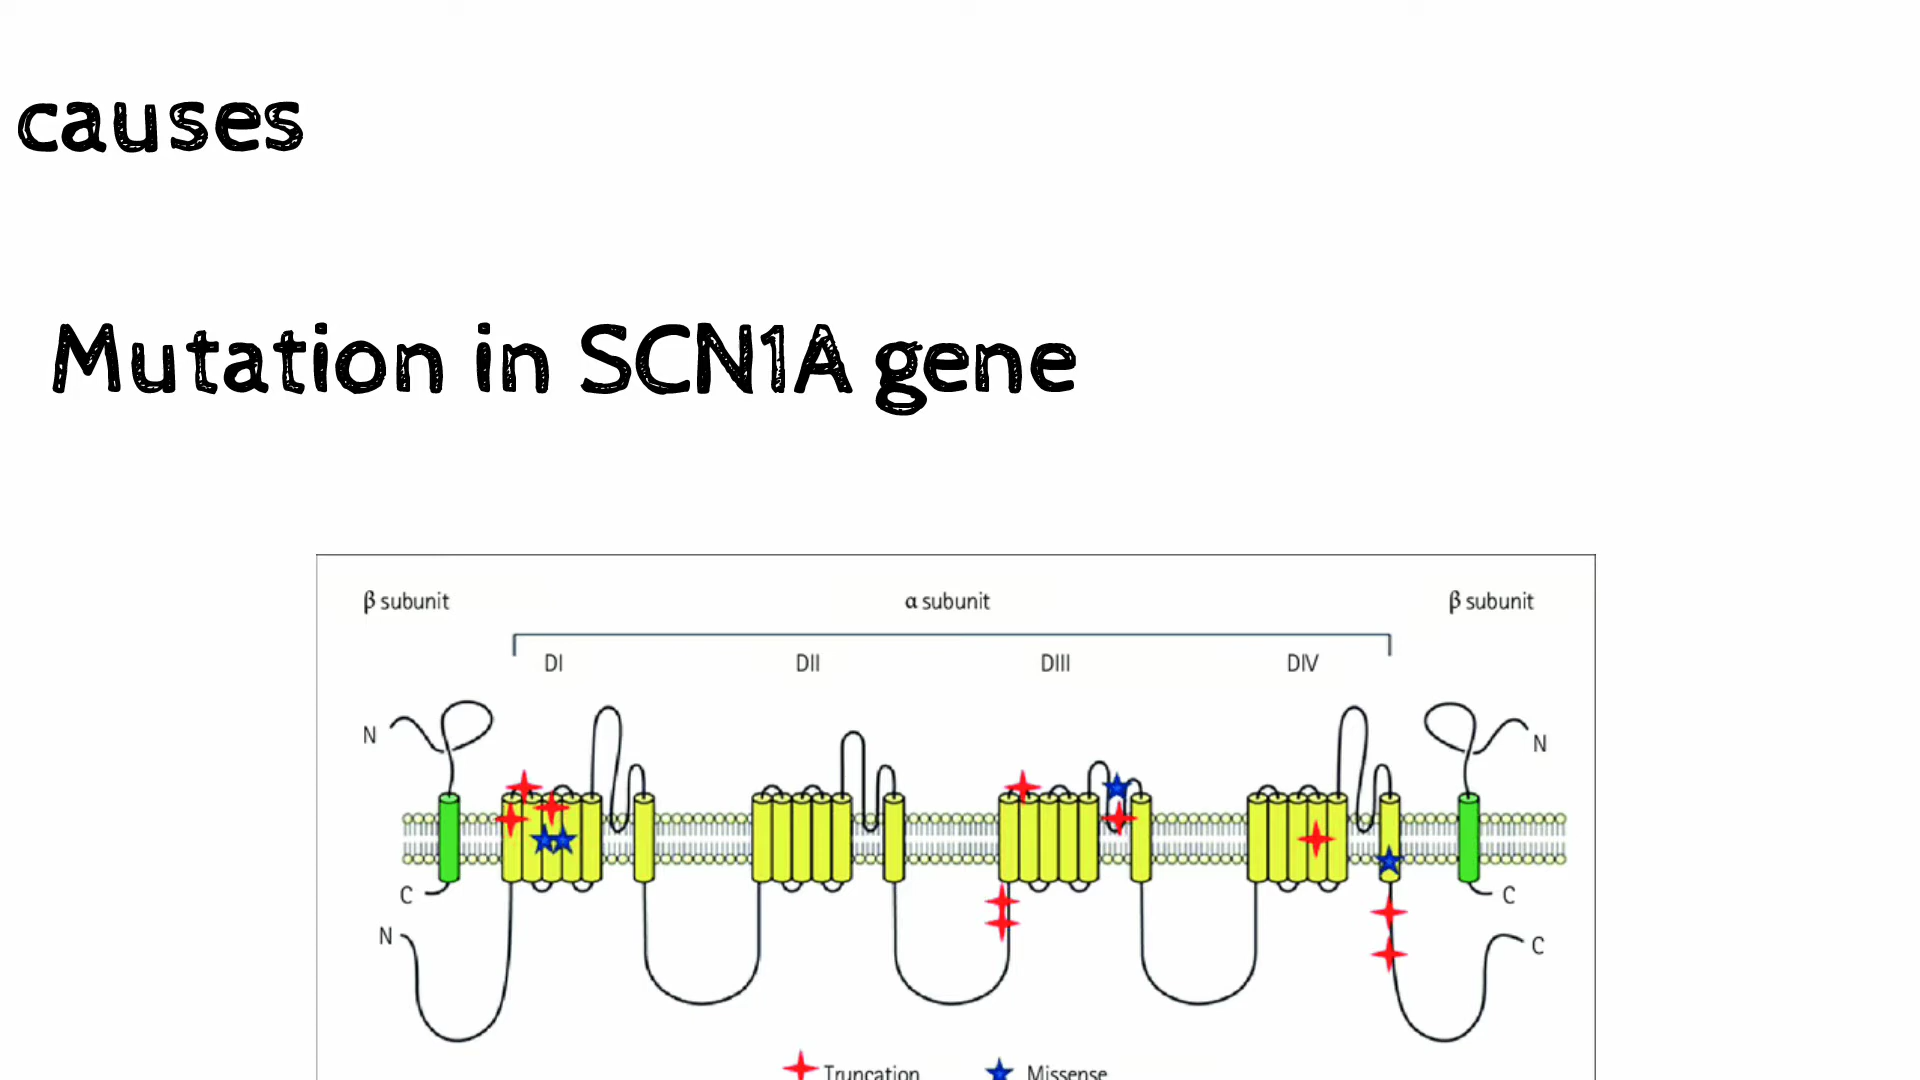 causes
Mutation in SCN1A gene
β subunit α subunit β subunit
DI DII DIII DIV
N N
C C
N C
Truncation Missense